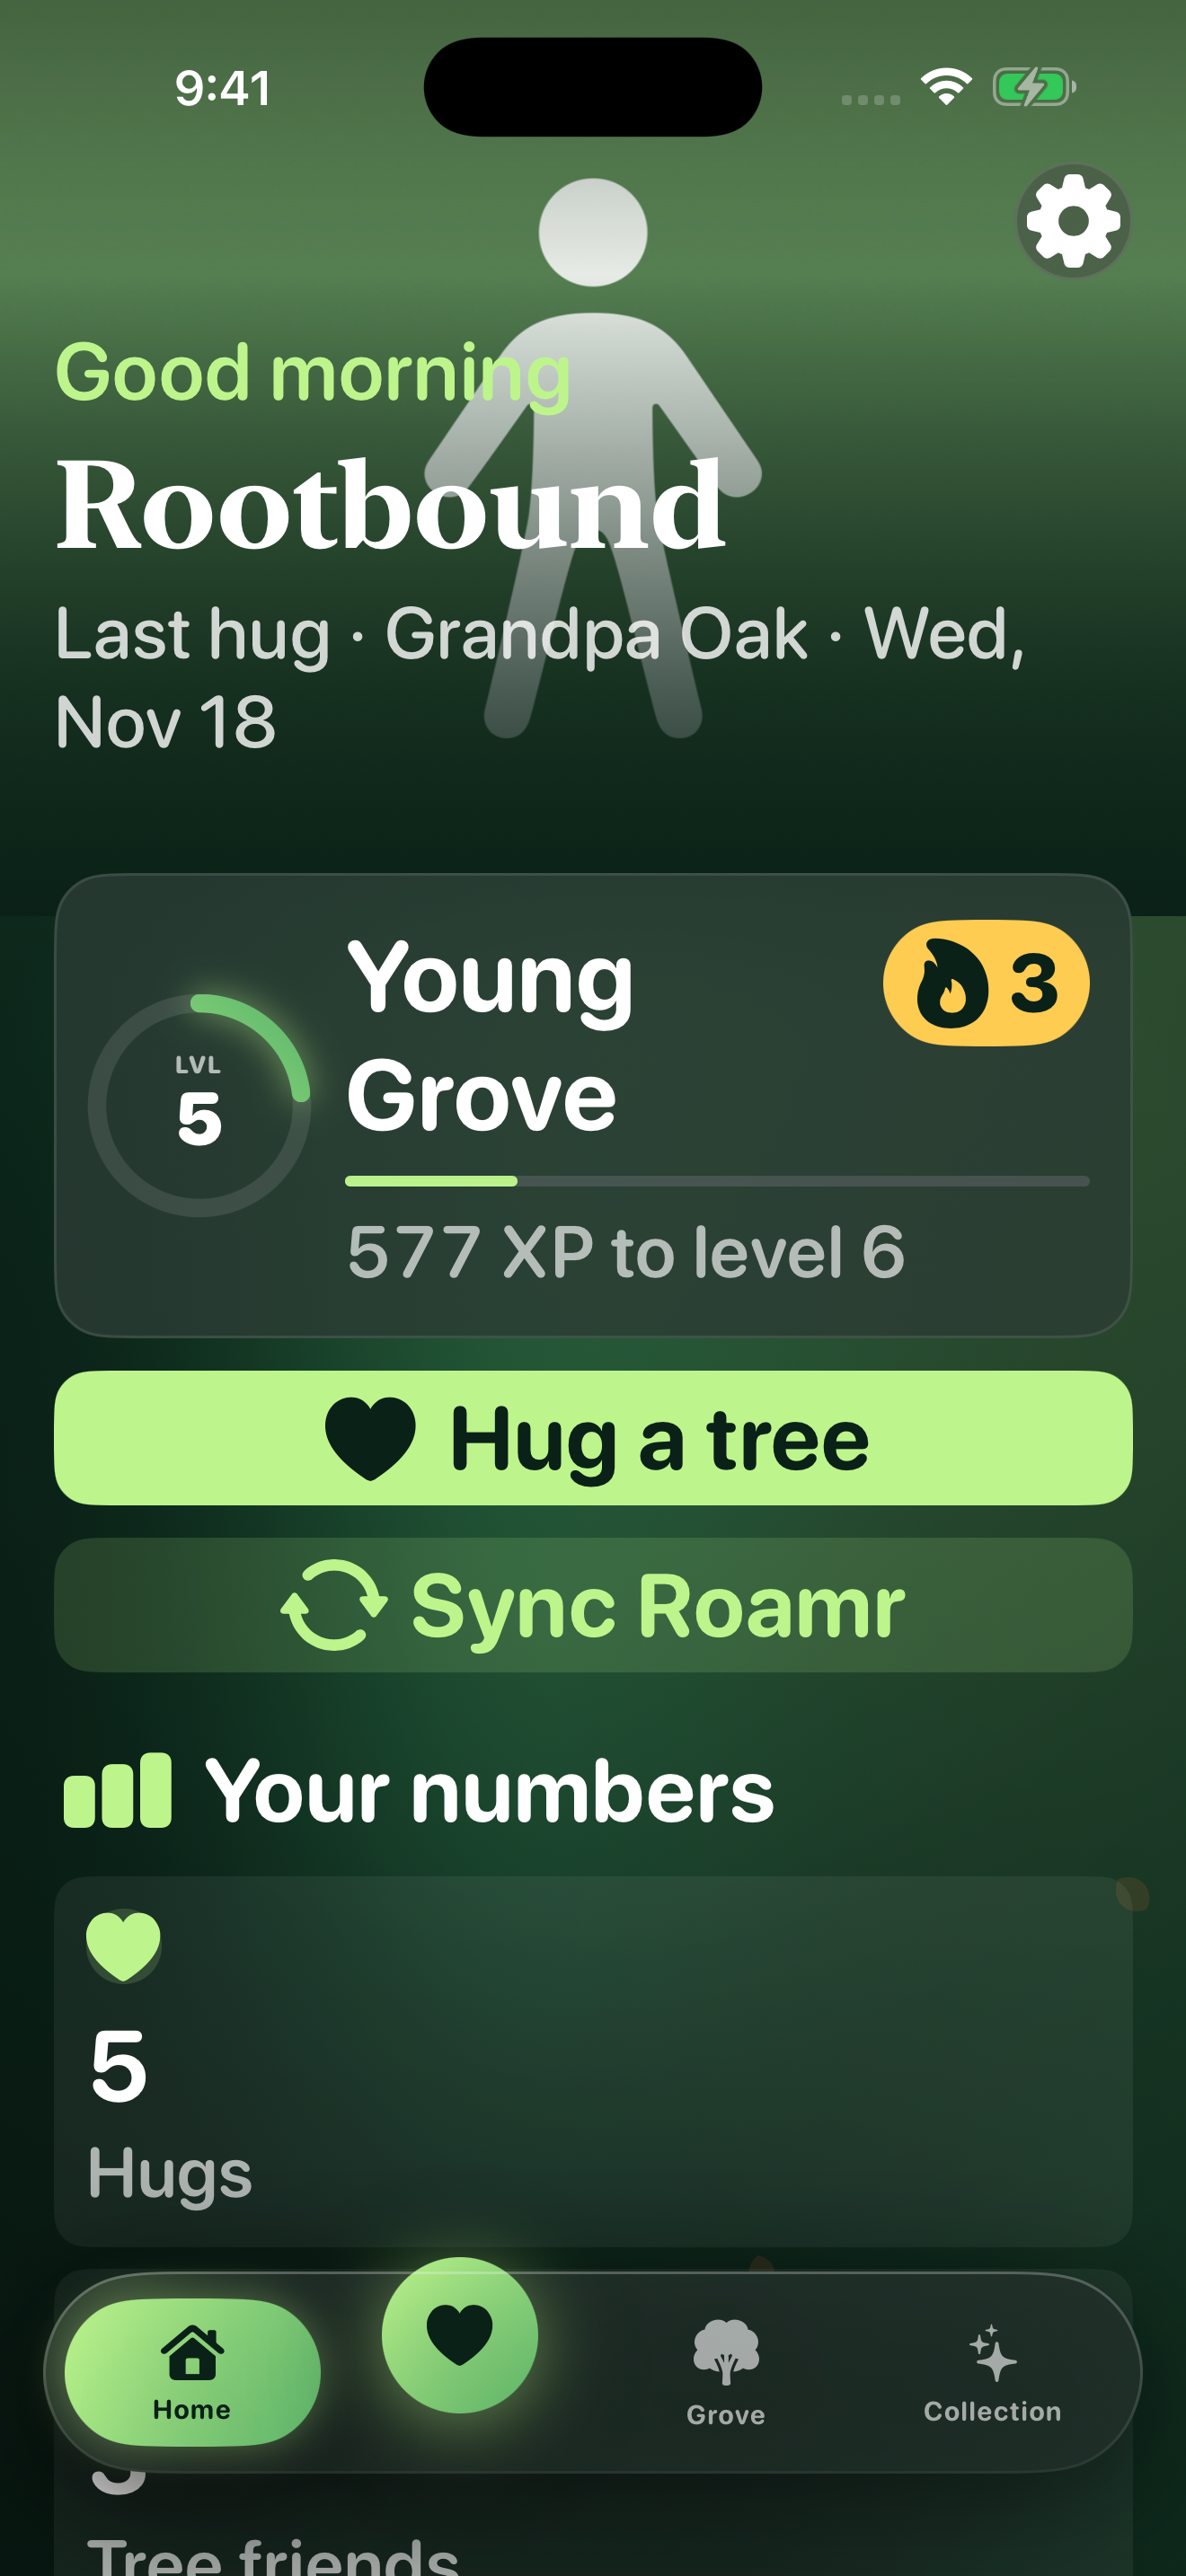 9:41
Good morning
Rootbound
Last hug · Grandpa Oak · Wed,
Nov 18
LVL
5
Young
Grove
3
577 XP to level 6
Hug a tree
Sync Roamr
Your numbers
5
Hugs
Home
Grove
Collection
Tree friends